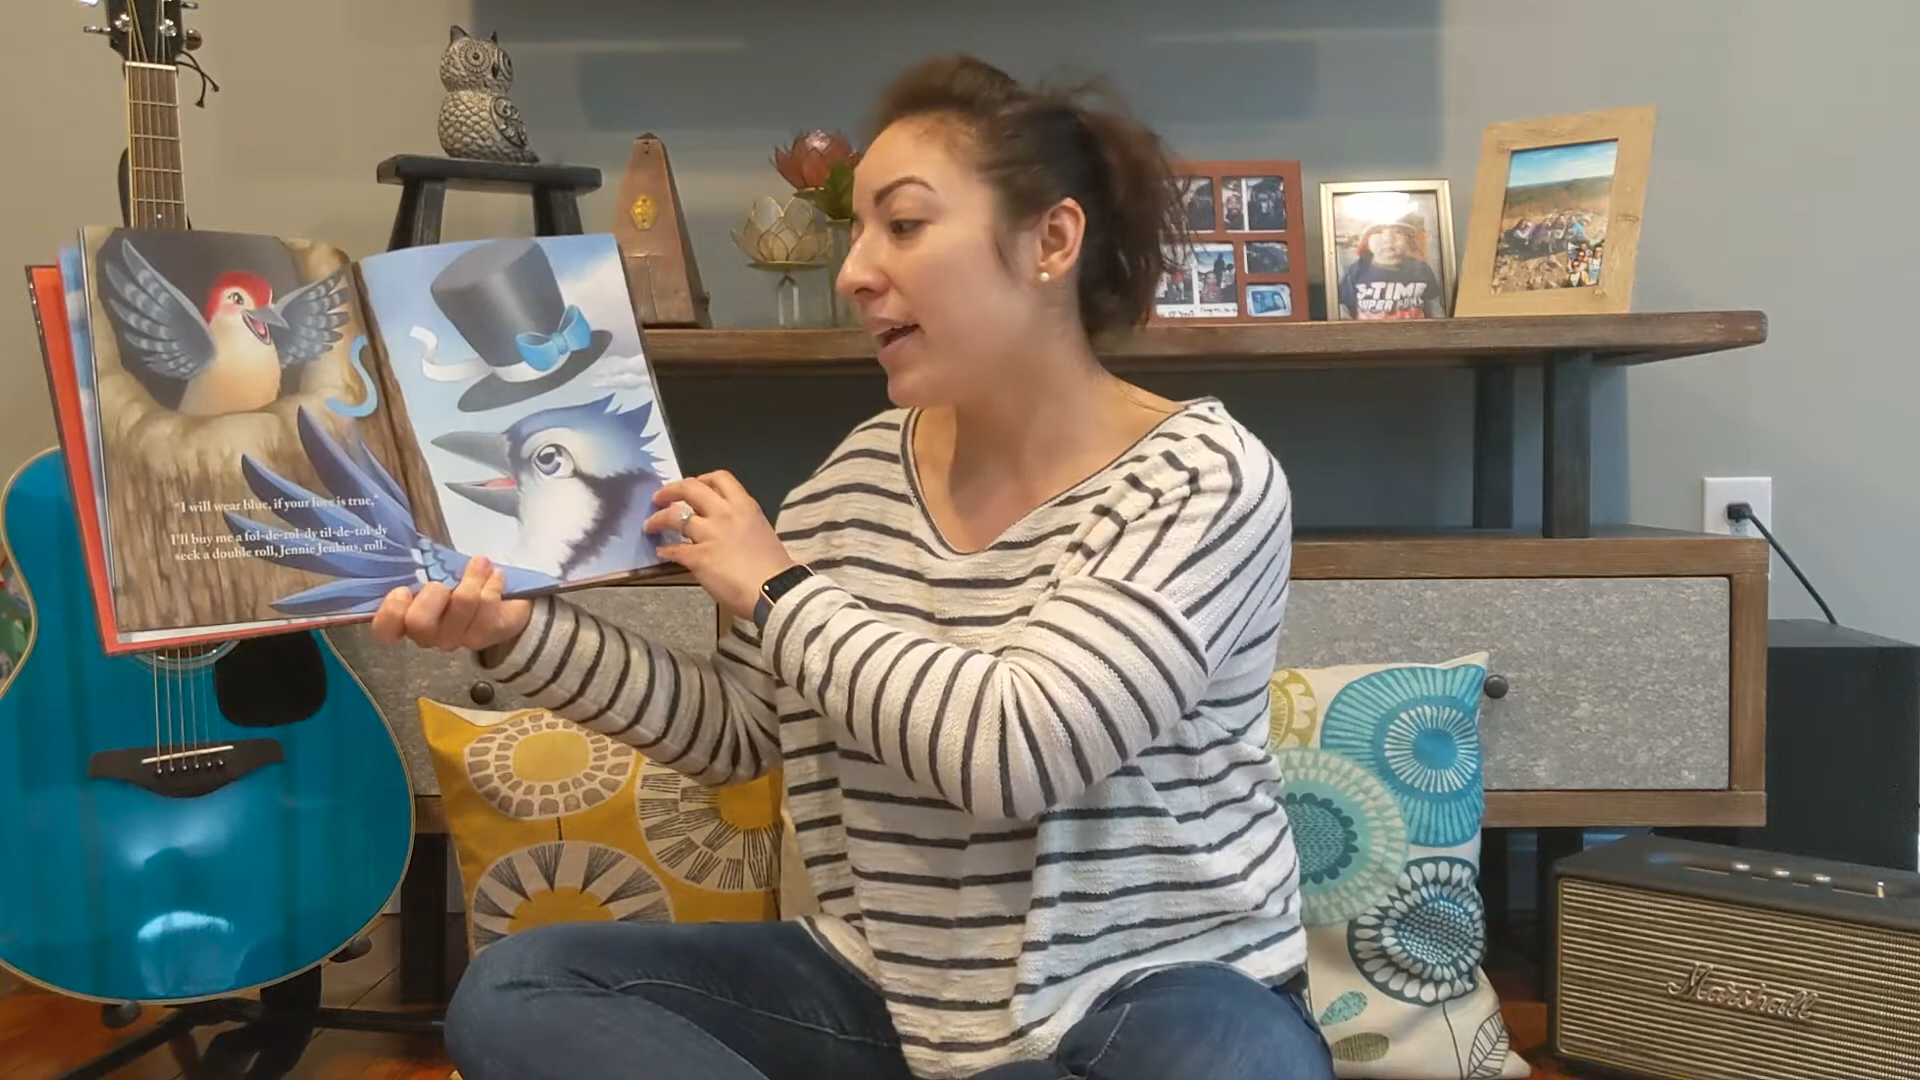 "I will wear blue, if your love is true,"
I'll buy me a fol-de-rol-dy til-de-tol-dy
seek a double roll, Jennie Jenkins, roll.
Marshall